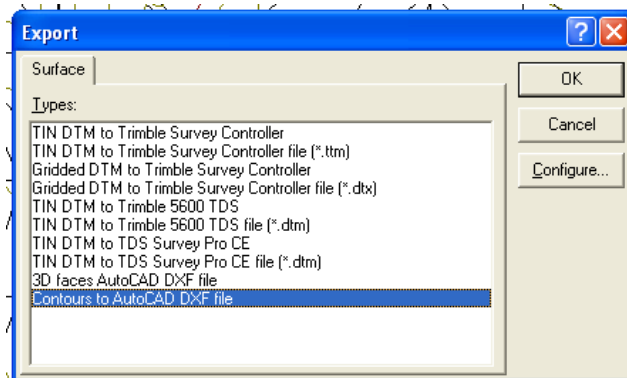 Export
Surface
Types:
TIN DTM to Trimble Survey Controller
TIN DTM to Trimble Survey Controller file (*.ttm)
Gridded DTM to Trimble Survey Controller
Gridded DTM to Trimble Survey Controller file (*.dtx)
TIN DTM to Trimble 5600 TDS
TIN DTM to Trimble 5600 TDS file (*.dtm)
TIN DTM to TDS Survey Pro CE
TIN DTM to TDS Survey Pro CE file (*.dtm)
3D faces AutoCAD DXF file
Contours to AutoCAD DXF file
OK
Cancel
Configure...